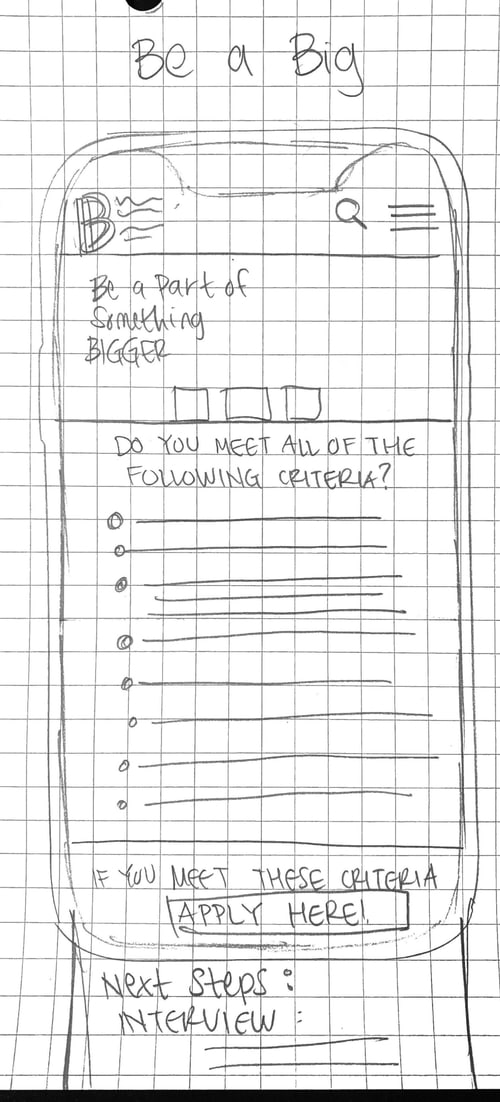 Be a Big
B
Be a Part of
Something
BIGGER
DO YOU MEET ALL OF THE
FOLLOWING CRITERIA?
IF YOU MEET THESE CRITERIA
APPLY HERE!
Next Steps:
INTERVIEW: